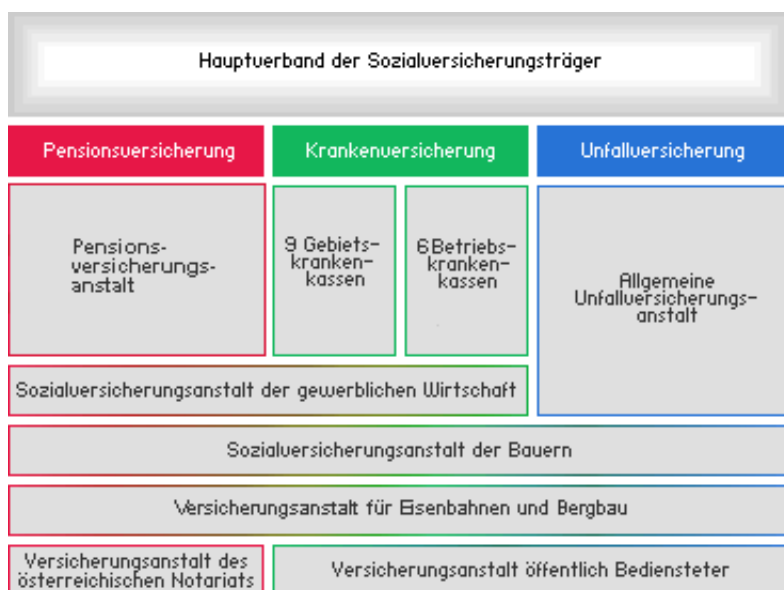 Hauptverband der Sozialversicherungsträger
Pensionsversicherung
Krankenversicherung
Unfallversicherung
Pensions-
versicherungs-
anstalt
9 Gebiets-
kranken-
kassen
6 Betriebs-
kranken-
kassen
Allgemeine
Unfallversicherungs-
anstalt
Sozialversicherungsanstalt der gewerblichen Wirtschaft
Sozialversicherungsanstalt der Bauern
Versicherungsanstalt für Eisenbahnen und Bergbau
Versicherungsanstalt des
österreichischen Notariats
Versicherungsanstalt öffentlich Bediensteter